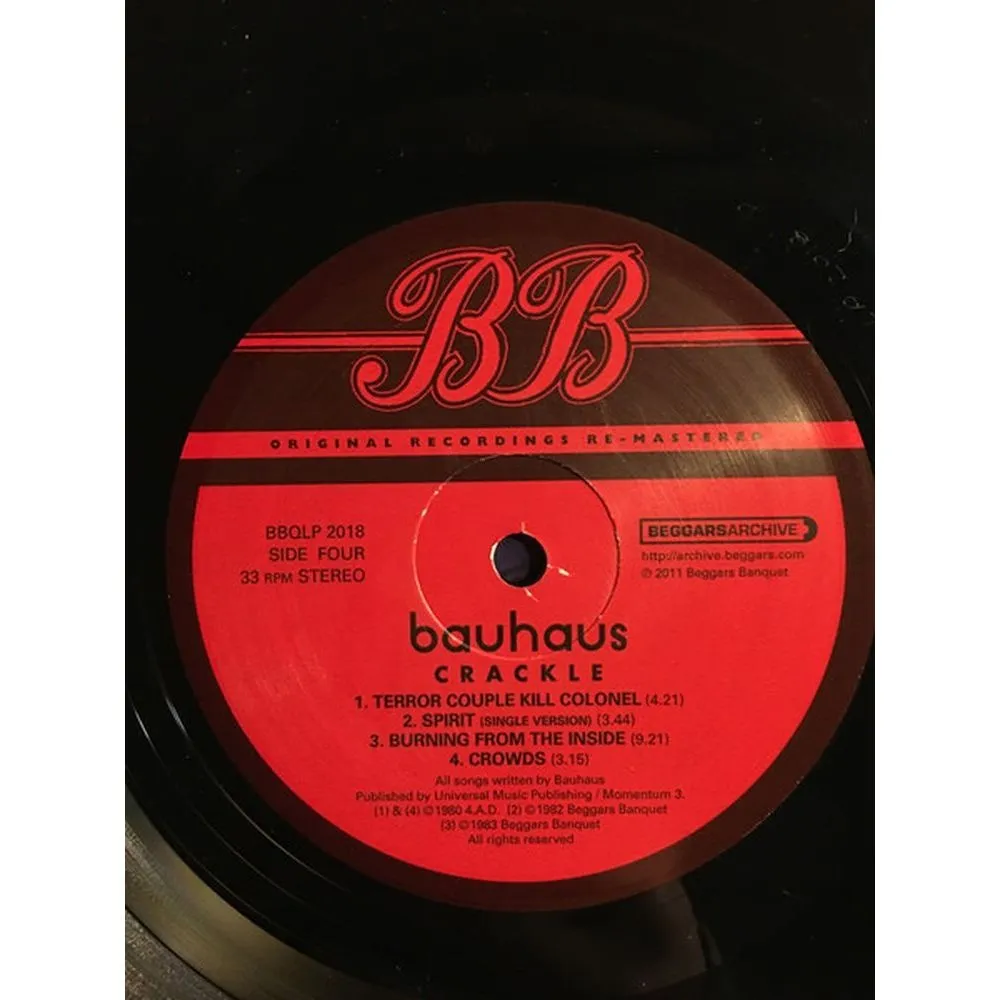 BB
ORIGINAL RECORDINGS RE-MASTERED
BBQLP 2018
SIDE FOUR
33 RPM STEREO
BEGGARSARCHIVE
http://archive.beggars.com
℗ 2011 Beggars Banquet
bauhaus
CRACKLE
1. TERROR COUPLE KILL COLONEL (4.21)
2. SPIRIT (SINGLE VERSION) (3.44)
3. BURNING FROM THE INSIDE (9.21)
4. CROWDS (3.15)
All songs written by Bauhaus
Published by Universal Music Publishing / Momentum 3.
(1) & (4) ©1980 4.A.D. (2) ©1982 Beggars Banquet
(3) ©1983 Beggars Banquet
All rights reserved